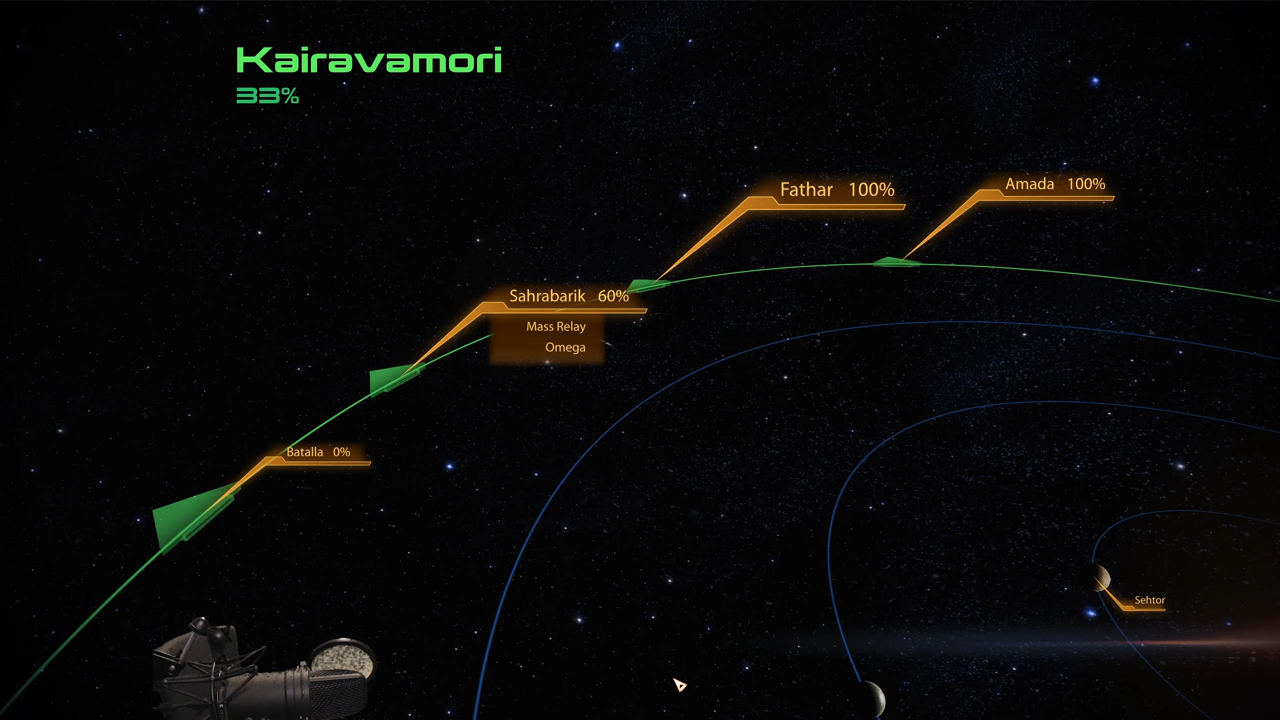 Kairavamori
33%
Fathar 100%
Amada 100%
Sahrabarik 60%
Mass Relay
Omega
Batalla 0%
Sehtor